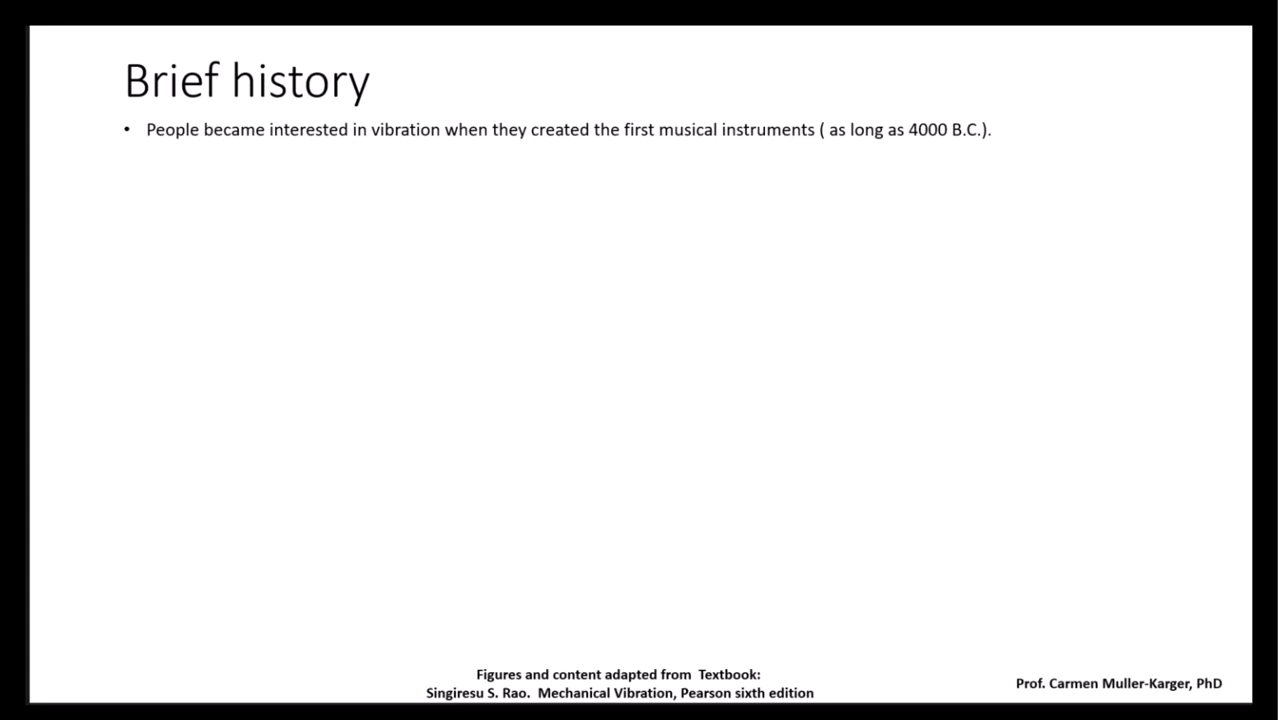 Brief history
• People became interested in vibration when they created the first musical instruments ( as long as 4000 B.C.).
Figures and content adapted from Textbook:
Singiresu S. Rao. Mechanical Vibration, Pearson sixth edition
Prof. Carmen Muller-Karger, PhD